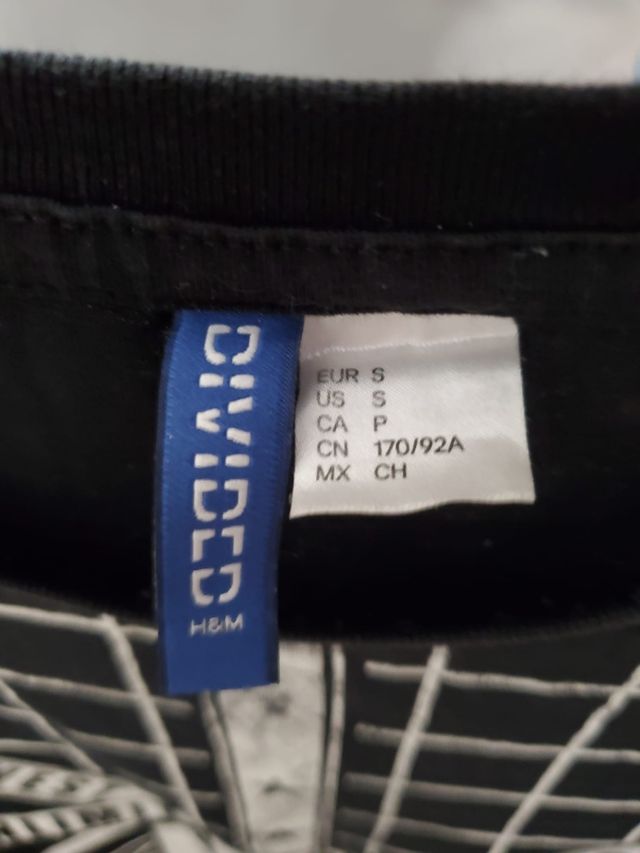 DIVIDED
H&M
EUR S
US S
CA P
CN 170/92A
MX CH